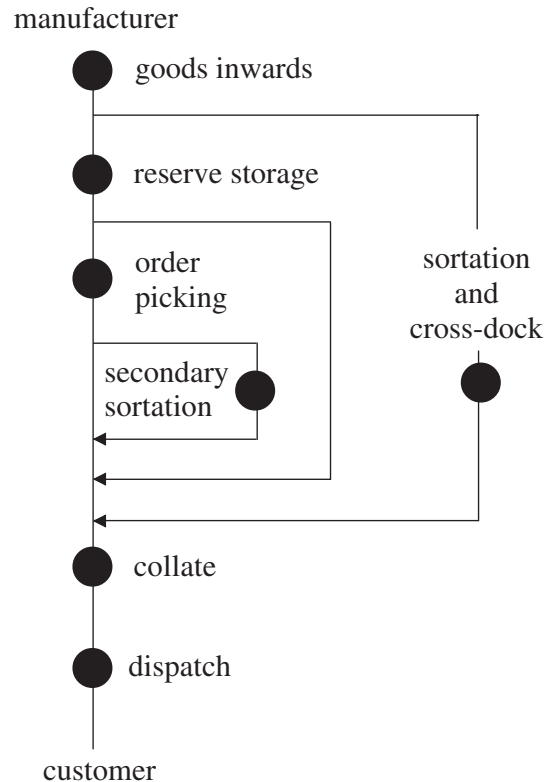 manufacturer
goods inwards
reserve storage
order
picking
sortation
and
cross-dock
secondary
sortation
collate
dispatch
customer